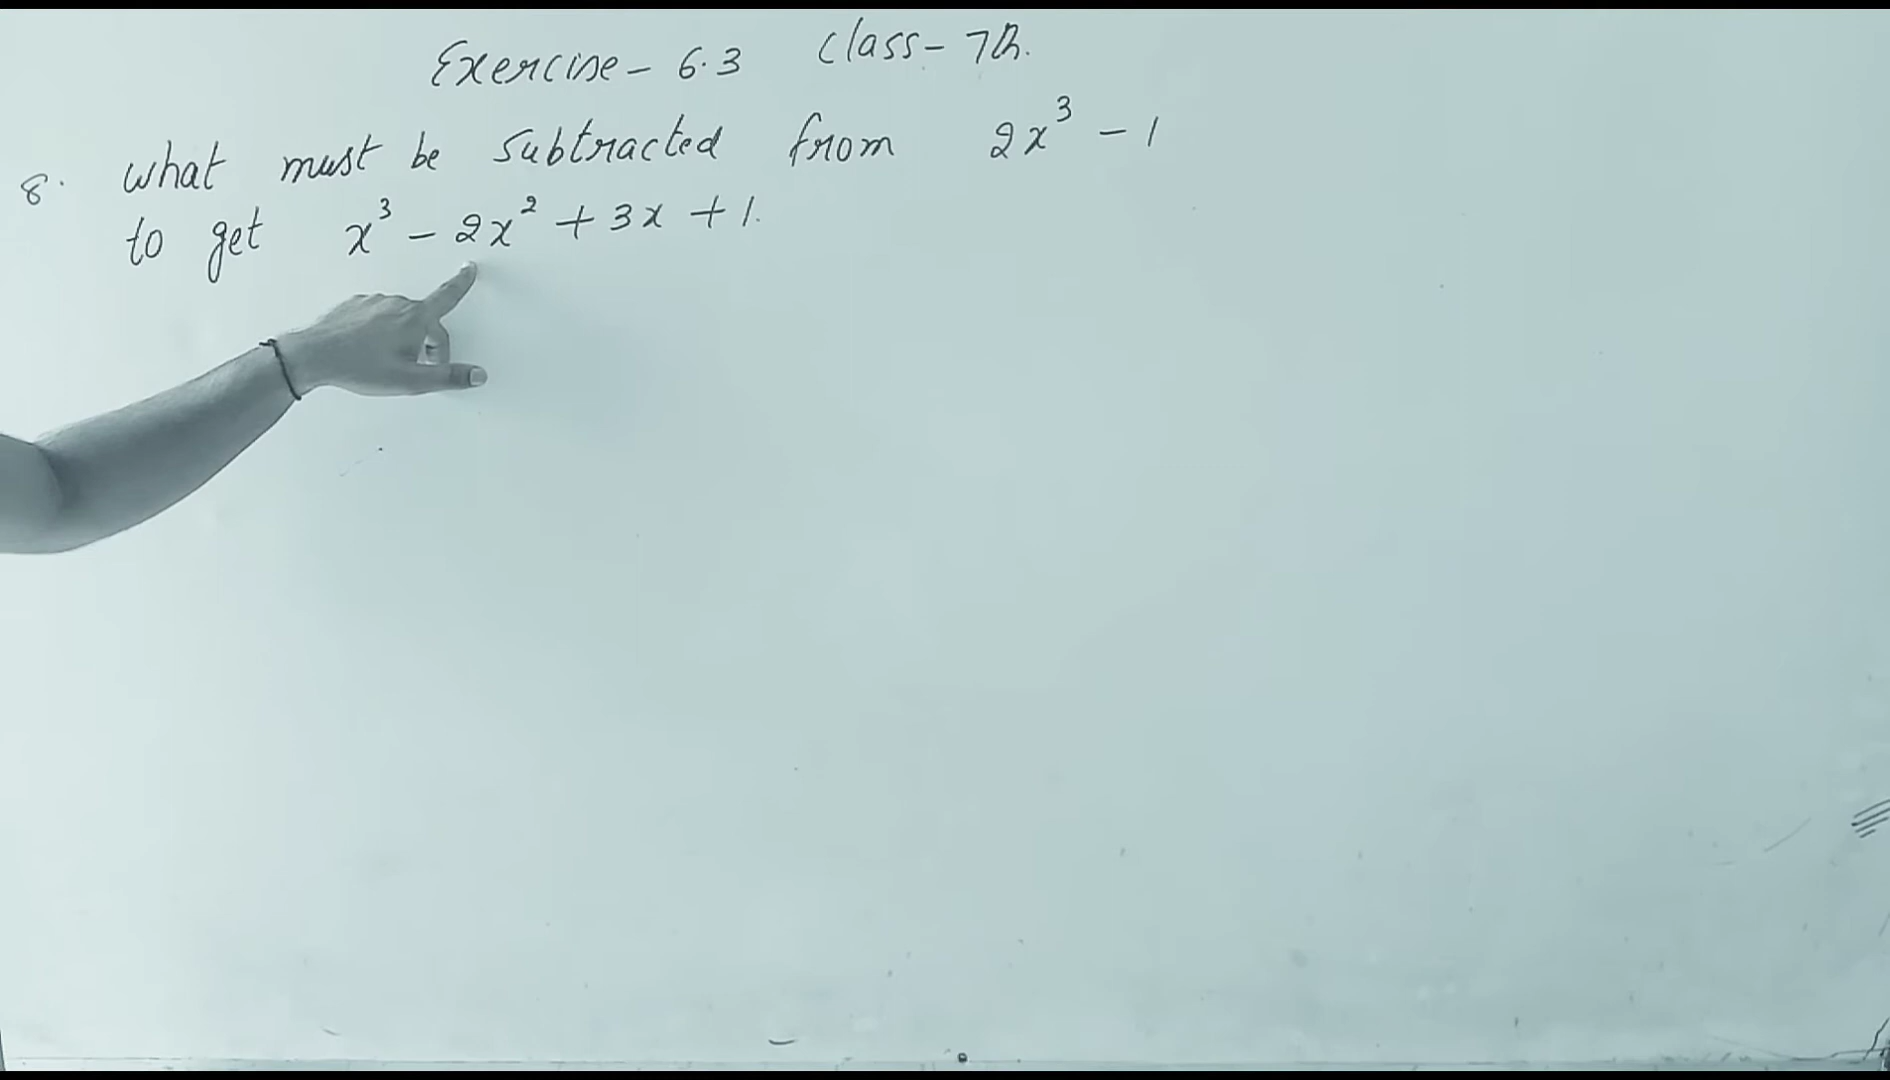 Exercise - 6.3 Class - 7th.
8. what must be subtracted from 2x³ - 1
to get x³ - 2x² + 3x + 1.